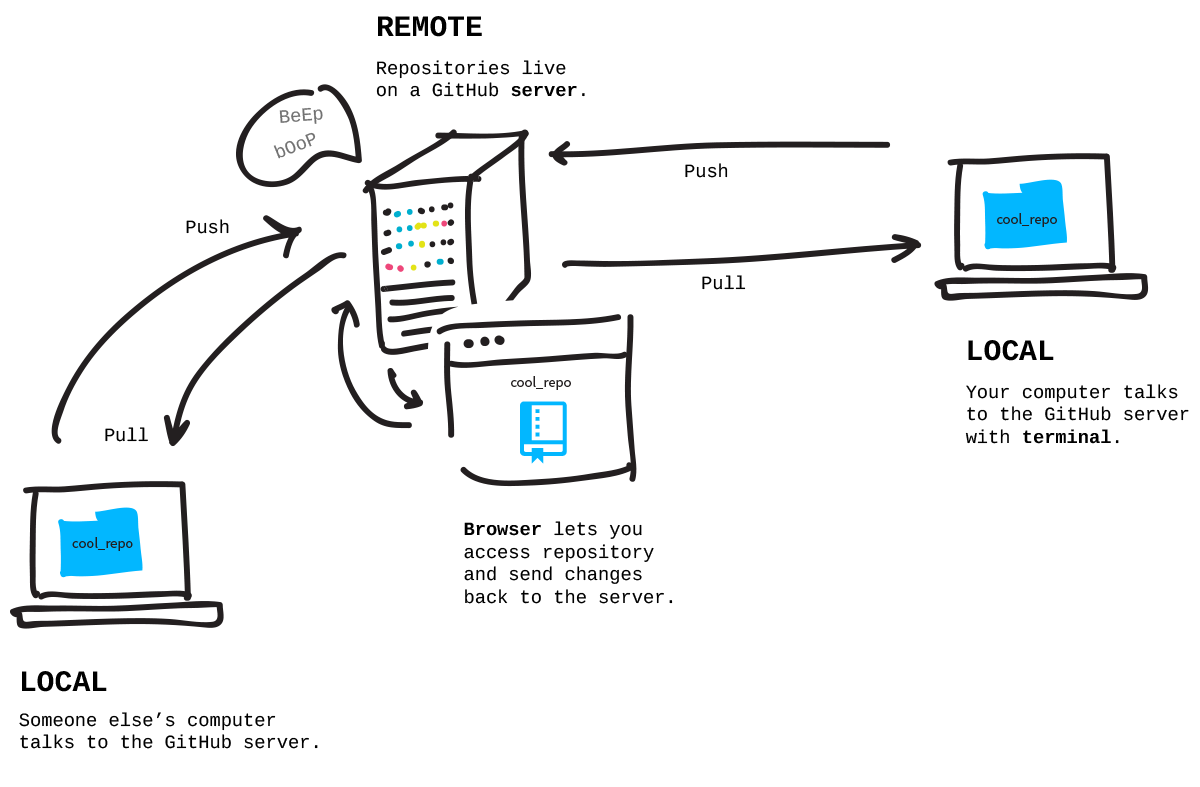 REMOTE
Repositories live
on a GitHub server.
BeEp
bOoP
Push
Pull
Push
Pull
cool_repo
LOCAL
Your computer talks
to the GitHub server
with terminal.
cool_repo
Browser lets you
access repository
and send changes
back to the server.
cool_repo
LOCAL
Someone else’s computer
talks to the GitHub server.